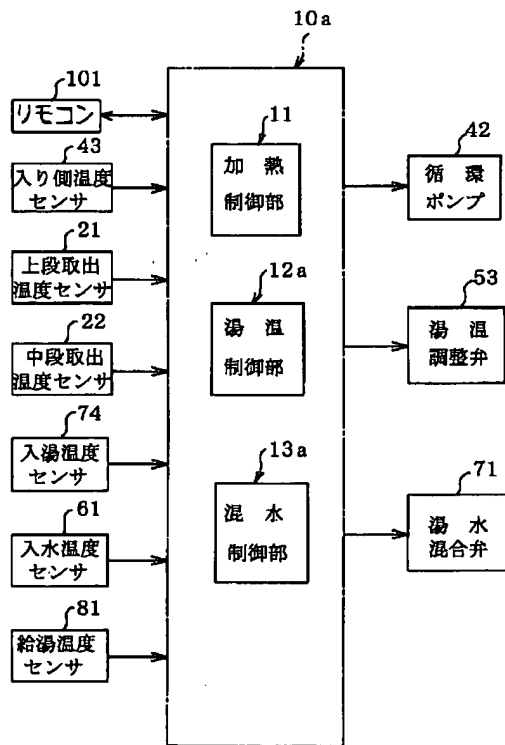 10a
101
リモコン
43
入り側温度
センサ
21
上段取出
温度センサ
22
中段取出
温度センサ
74
入湯温度
センサ
61
入水温度
センサ
81
給湯温度
センサ
11
加熱
制御部
12a
湯温
制御部
13a
混水
制御部
42
循環
ポンプ
53
湯温
調整弁
71
湯水
混合弁